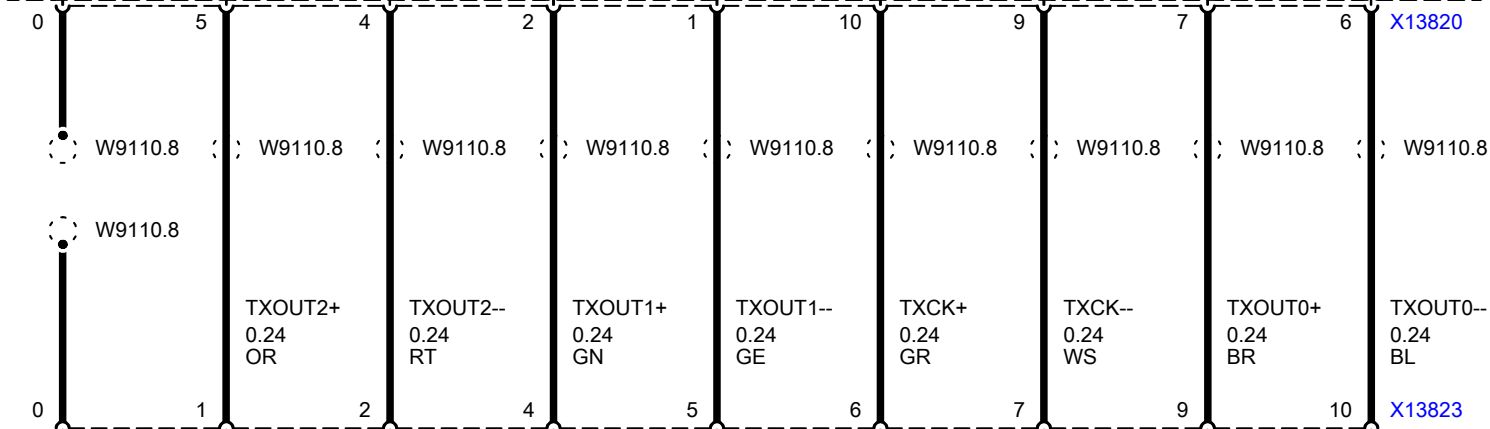 0 5 4 2 1 10 9 7 6 X13820
W9110.8 W9110.8 W9110.8 W9110.8 W9110.8 W9110.8 W9110.8 W9110.8 W9110.8
W9110.8
TXOUT2+ TXOUT2-- TXOUT1+ TXOUT1-- TXCK+ TXCK-- TXOUT0+ TXOUT0--
0.24 0.24 0.24 0.24 0.24 0.24 0.24 0.24
OR RT GN GE GR WS BR BL
0 1 2 4 5 6 7 9 10 X13823